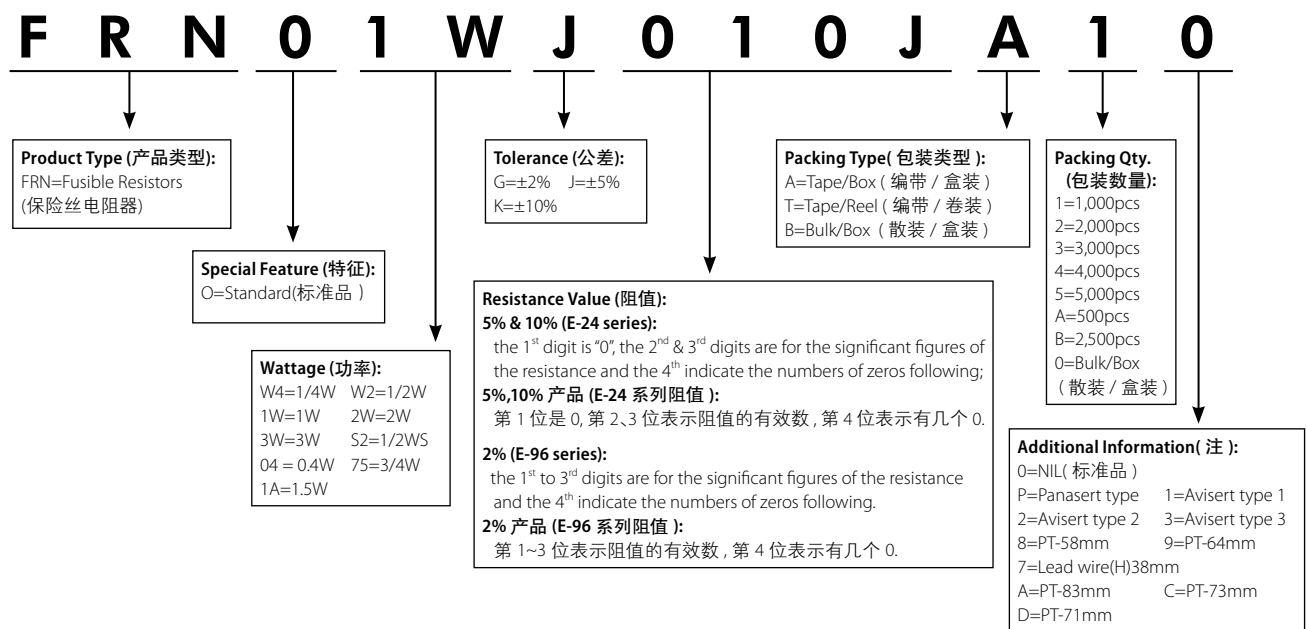 F R N 0 1 W J 0 1 0 J A 1 0
Product Type (产品类型):
FRN=Fusible Resistors
(保险丝电阻器)
Special Feature (特征):
O=Standard(标准品 )
Wattage (功率):
W4=1/4W W2=1/2W
1W=1W 2W=2W
3W=3W S2=1/2WS
04 = 0.4W 75=3/4W
1A=1.5W
Tolerance (公差):
G=±2% J=±5%
K=±10%
Resistance Value (阻值):
5% & 10% (E-24 series):
the 1st digit is "0", the 2nd & 3rd digits are for the significant figures of
the resistance and the 4th indicate the numbers of zeros following;
5%,10% 产品 (E-24 系列阻值 ):
第 1 位是 0, 第 2、3 位表示阻值的有效数 , 第 4 位表示有几个 0.
2% (E-96 series):
the 1st to 3rd digits are for the significant figures of the resistance
and the 4th indicate the numbers of zeros following.
2% 产品 (E-96 系列阻值 ):
第 1~3 位表示阻值的有效数 , 第 4 位表示有几个 0.
Packing Type( 包装类型 ):
A=Tape/Box ( 编带 / 盒装 )
T=Tape/Reel ( 编带 / 卷装 )
B=Bulk/Box ( 散装 / 盒装 )
Packing Qty.
(包装数量):
1=1,000pcs
2=2,000pcs
3=3,000pcs
4=4,000pcs
5=5,000pcs
A=500pcs
B=2,500pcs
0=Bulk/Box
( 散装 / 盒装 )
Additional Information( 注 ):
0=NIL( 标准品 )
P=Panasert type 1=Avisert type 1
2=Avisert type 2 3=Avisert type 3
8=PT-58mm 9=PT-64mm
7=Lead wire(H)38mm
A=PT-83mm C=PT-73mm
D=PT-71mm